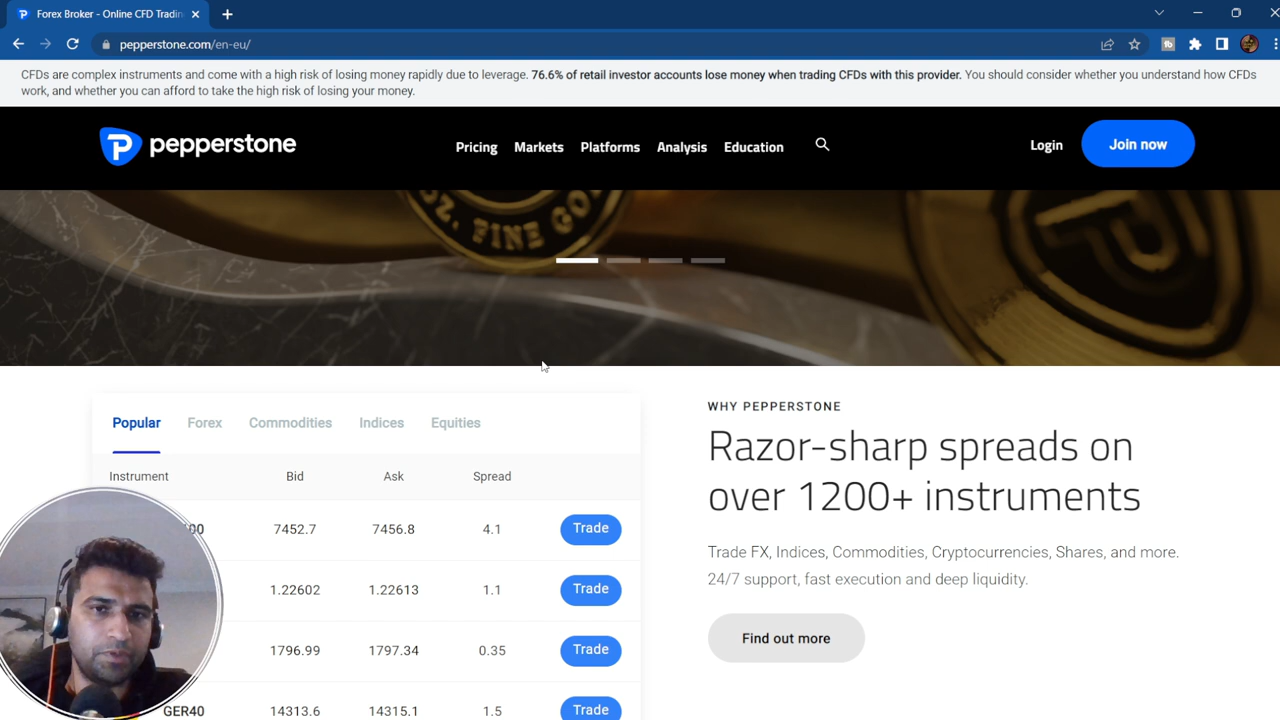 Forex Broker - Online CFD Tradin
pepperstone.com/en-eu/
CFDs are complex instruments and come with a high risk of losing money rapidly due to leverage. 76.6% of retail investor accounts lose money when trading CFDs with this provider. You should consider whether you understand how CFDs
work, and whether you can afford to take the high risk of losing your money.
pepperstone
Pricing Markets Platforms Analysis Education
Login Join now
OZ. FINE GO
Popular Forex Commodities Indices Equities
Instrument Bid Ask Spread
00 7452.7 7456.8 4.1 Trade
1.22602 1.22613 1.1 Trade
1796.99 1797.34 0.35 Trade
GER40 14313.6 14315.1 1.5 Trade
WHY PEPPERSTONE
Razor-sharp spreads on
over 1200+ instruments
Trade FX, Indices, Commodities, Cryptocurrencies, Shares, and more.
24/7 support, fast execution and deep liquidity.
Find out more